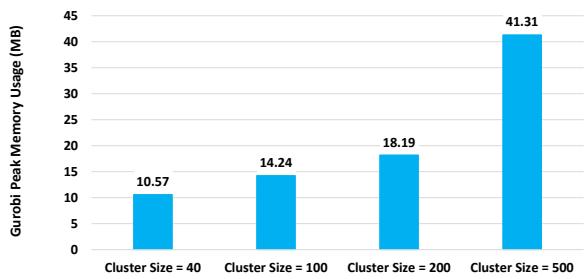 Gurobi Peak Memory Usage (MB)
45
40
35
30
25
20
15
10
5
0
10.57
14.24
18.19
41.31
Cluster Size = 40
Cluster Size = 100
Cluster Size = 200
Cluster Size = 500